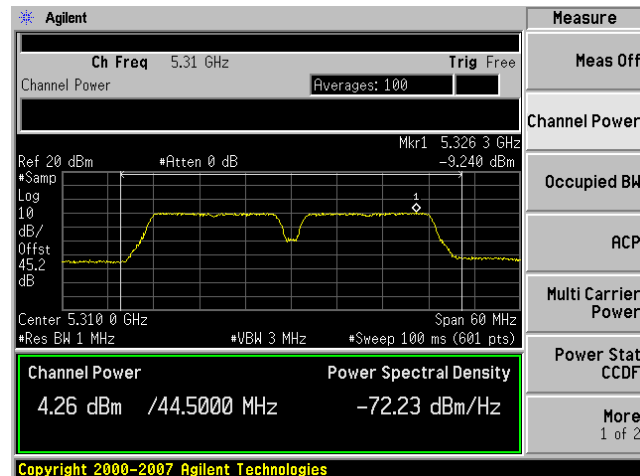 Agilent
Measure
Ch Freq 5.31 GHz Trig Free
Channel Power Averages: 100
Mkr1 5.326 3 GHz
Ref 20 dBm #Atten 0 dB -9.240 dBm
#Samp
Log
10
dB/
Offst
45.2
dB
1
Center 5.310 0 GHz Span 60 MHz
#Res BW 1 MHz #VBW 3 MHz #Sweep 100 ms (601 pts)
Channel Power Power Spectral Density
4.26 dBm /44.5000 MHz -72.23 dBm/Hz
Copyright 2000-2007 Agilent Technologies
Meas Off
Channel Power
Occupied BW
ACP
Multi Carrier
Power
Power Stat
CCDF
More
1 of 2